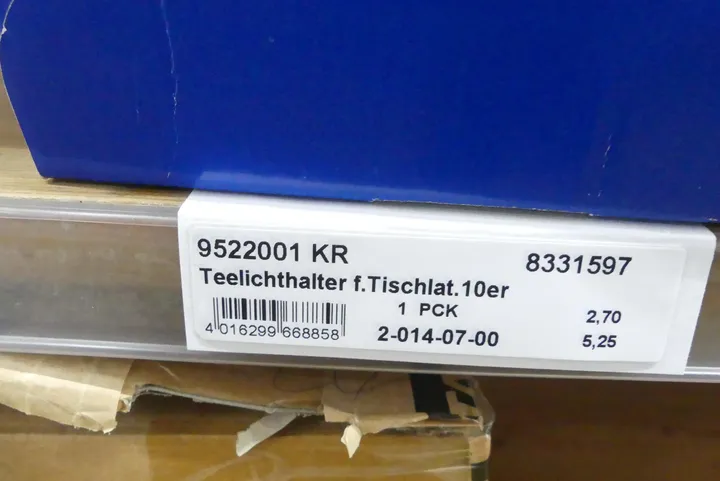 9522001 KR 8331597
Teelichthalter f.Tischlat.10er
1 PCK 2,70
4 016299 668858 2-014-07-00 5,25